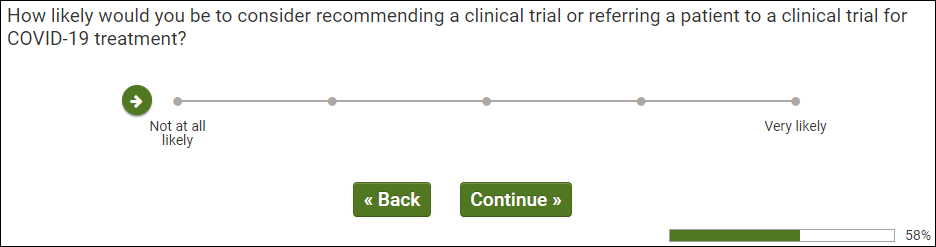 How likely would you be to consider recommending a clinical trial or referring a patient to a clinical trial for
COVID-19 treatment?
Not at all
likely
Very likely
« Back
Continue »
58%